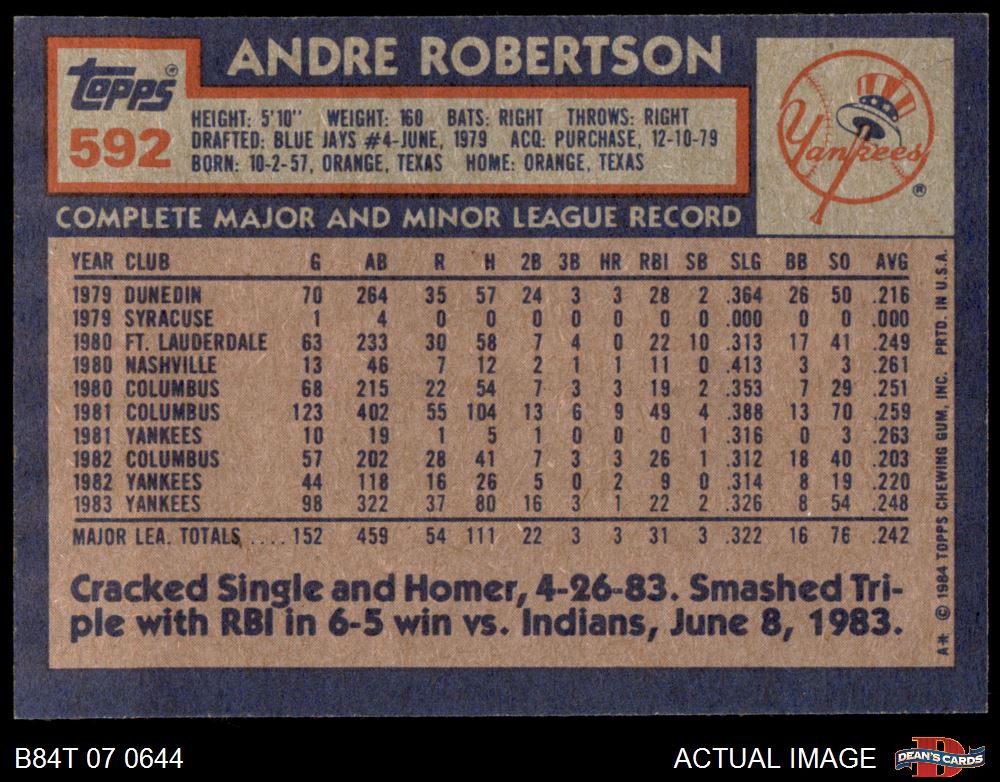 ANDRE ROBERTSON
Topps®
592
HEIGHT: 5'10" WEIGHT: 160 BATS: RIGHT THROWS: RIGHT
DRAFTED: BLUE JAYS #4-JUNE, 1979 ACQ: PURCHASE, 12-10-79
BORN: 10-2-57, ORANGE, TEXAS HOME: ORANGE, TEXAS
Yankees
®
COMPLETE MAJOR AND MINOR LEAGUE RECORD
YEAR CLUB G AB R H 2B 3B HR RBI SB SLG BB SO AVG
1979 DUNEDIN 70 264 35 57 24 3 3 28 2 .364 26 50 .216
1979 SYRACUSE 1 4 0 0 0 0 0 0 0 .000 0 0 .000
1980 FT. LAUDERDALE 63 233 30 58 7 4 0 22 10 .313 17 41 .249
1980 NASHVILLE 13 46 7 12 2 1 1 11 0 .413 3 3 .261
1980 COLUMBUS 68 215 22 54 7 3 3 19 2 .353 7 29 .251
1981 COLUMBUS 123 402 55 104 13 6 9 49 4 .388 13 70 .259
1981 YANKEES 10 19 1 5 1 0 0 0 1 .316 0 3 .263
1982 COLUMBUS 57 202 28 41 7 3 3 26 1 .312 18 40 .203
1982 YANKEES 44 118 16 26 5 0 2 9 0 .314 8 19 .220
1983 YANKEES 98 322 37 80 16 3 1 22 2 .326 8 54 .248
MAJOR LEA. TOTALS .... 152 459 54 111 22 3 3 31 3 .322 16 76 .242
Cracked Single and Homer, 4-26-83. Smashed Tri-
ple with RBI in 6-5 win vs. Indians, June 8, 1983.
A* © 1984 TOPPS CHEWING GUM, INC. PRTD. IN U.S.A.
B84T 07 0644
ACTUAL IMAGE
D
DEAN'S CARDS